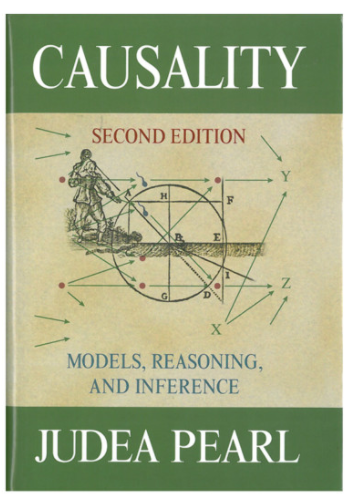 CAUSALITY
SECOND EDITION
Y
A H F
B E
I
G D
Z
X
MODELS, REASONING,
AND INFERENCE
JUDEA PEARL